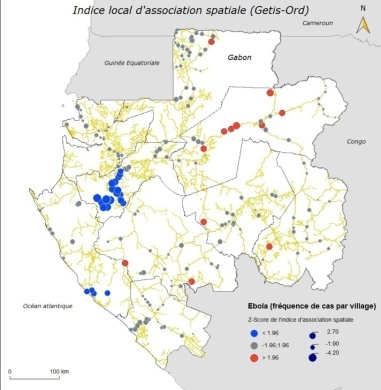 Indice local d'association spatiale (Getis-Ord)
N
Cameroun
Guinée Equatoriale
Gabon
Congo
Océan atlantique
Ebola (fréquence de cas par village)
Z-Score de l'indice d'association spatiale
< 1.96
-1.96;1.96
> 1.96
2.70
-1.90
-4.20
0
100 km